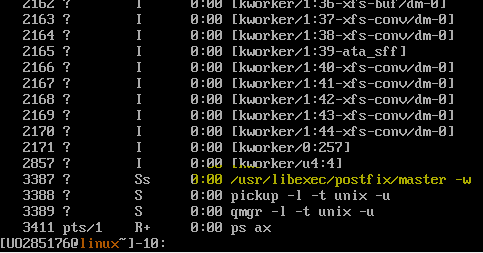 2162 ? I 0:00 [kworker/1:36-xfs-buf/dm-0]
2163 ? I 0:00 [kworker/1:37-xfs-conv/dm-0]
2164 ? I 0:00 [kworker/1:38-xfs-conv/dm-0]
2165 ? I 0:00 [kworker/1:39-ata_sff]
2166 ? I 0:00 [kworker/1:40-xfs-conv/dm-0]
2167 ? I 0:00 [kworker/1:41-xfs-conv/dm-0]
2168 ? I 0:00 [kworker/1:42-xfs-conv/dm-0]
2169 ? I 0:00 [kworker/1:43-xfs-conv/dm-0]
2170 ? I 0:00 [kworker/1:44-xfs-conv/dm-0]
2171 ? I 0:00 [kworker/0:257]
2857 ? I 0:00 [kworker/u4:4]
3387 ? Ss 0:00 /usr/libexec/postfix/master -w
3388 ? S 0:00 pickup -l -t unix -u
3389 ? S 0:00 qmgr -l -t unix -u
3411 pts/1 R+ 0:00 ps ax
[UO285176@linux~]-10: